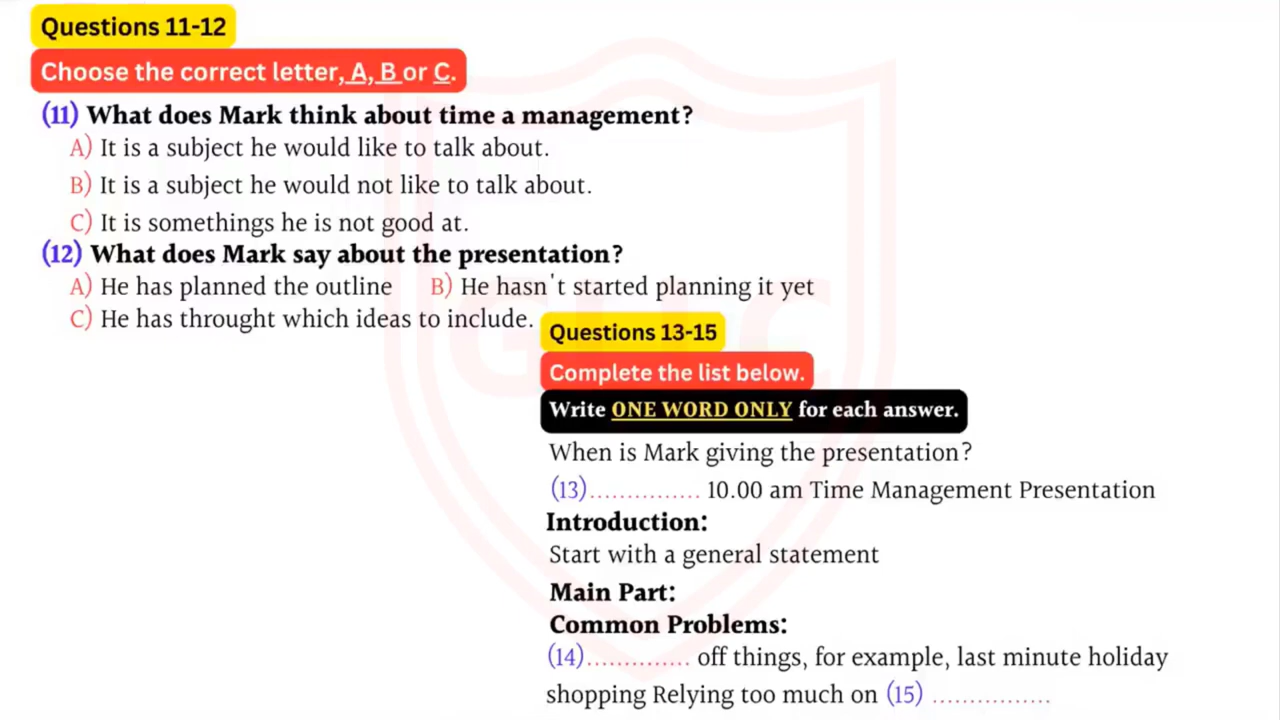 Questions 11-12
Choose the correct letter, A, B or C.
(11) What does Mark think about time a management?
A) It is a subject he would like to talk about.
B) It is a subject he would not like to talk about.
C) It is somethings he is not good at.
(12) What does Mark say about the presentation?
A) He has planned the outline B) He hasn't started planning it yet
C) He has throught which ideas to include.
Questions 13-15
Complete the list below.
Write ONE WORD ONLY for each answer.
When is Mark giving the presentation?
(13)............... 10.00 am Time Management Presentation
Introduction:
Start with a general statement
Main Part:
Common Problems:
(14).............. off things, for example, last minute holiday
shopping Relying too much on (15) ................